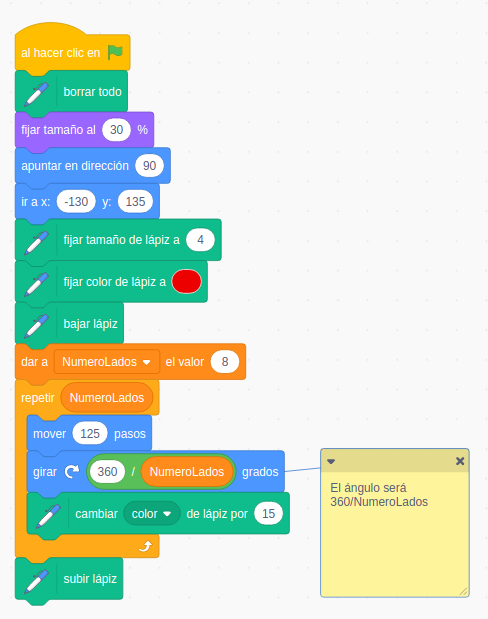 al hacer clic en
borrar todo
fijar tamaño al 30 %
apuntar en dirección 90
ir a x: -130 y: 135
fijar tamaño de lápiz a 4
fijar color de lápiz a
bajar lápiz
dar a NumeroLados el valor 8
repetir NumeroLados
mover 125 pasos
girar 360 / NumeroLados grados
cambiar color de lápiz por 15
subir lápiz
El ángulo será
360/NumeroLados